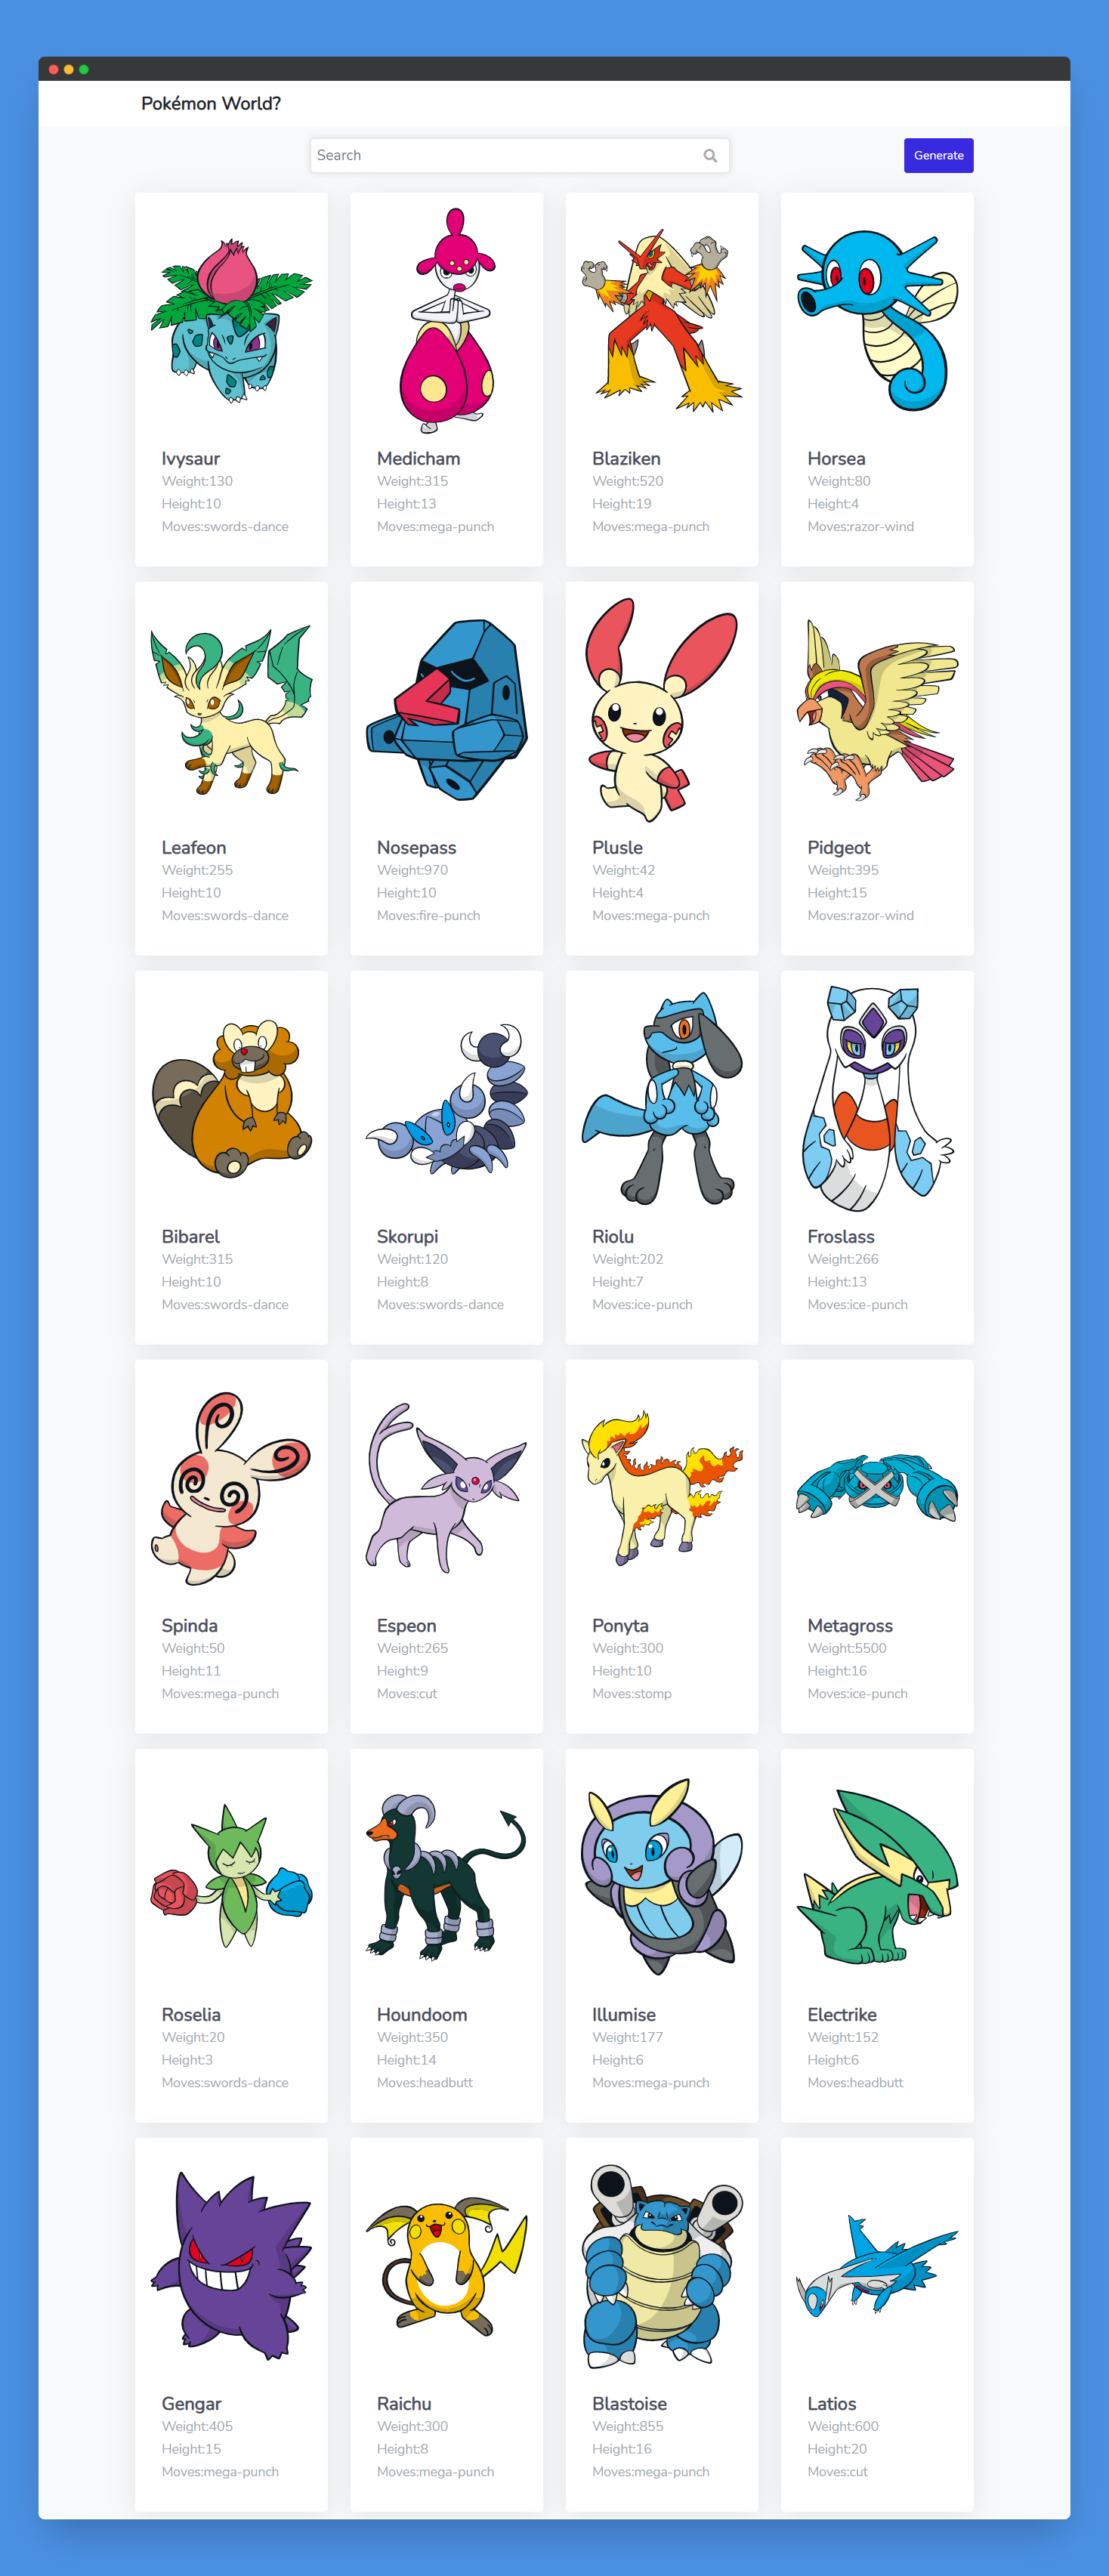 Pokémon World?
Search
Generate
Ivysaur
Weight:130
Height:10
Moves:swords-dance
Medicham
Weight:315
Height:13
Moves:mega-punch
Blaziken
Weight:520
Height:19
Moves:mega-punch
Horsea
Weight:80
Height:4
Moves:razor-wind
Leafeon
Weight:255
Height:10
Moves:swords-dance
Nosepass
Weight:970
Height:10
Moves:fire-punch
Plusle
Weight:42
Height:4
Moves:mega-punch
Pidgeot
Weight:395
Height:15
Moves:razor-wind
Bibarel
Weight:315
Height:10
Moves:swords-dance
Skorupi
Weight:120
Height:8
Moves:swords-dance
Riolu
Weight:202
Height:7
Moves:ice-punch
Froslass
Weight:266
Height:13
Moves:ice-punch
Spinda
Weight:50
Height:11
Moves:mega-punch
Espeon
Weight:265
Height:9
Moves:cut
Ponyta
Weight:300
Height:10
Moves:stomp
Metagross
Weight:5500
Height:16
Moves:ice-punch
Roselia
Weight:20
Height:3
Moves:swords-dance
Houndoom
Weight:350
Height:14
Moves:headbutt
Illumise
Weight:177
Height:6
Moves:mega-punch
Electrike
Weight:152
Height:6
Moves:headbutt
Gengar
Weight:405
Height:15
Moves:mega-punch
Raichu
Weight:300
Height:8
Moves:mega-punch
Blastoise
Weight:855
Height:16
Moves:mega-punch
Latios
Weight:600
Height:20
Moves:cut